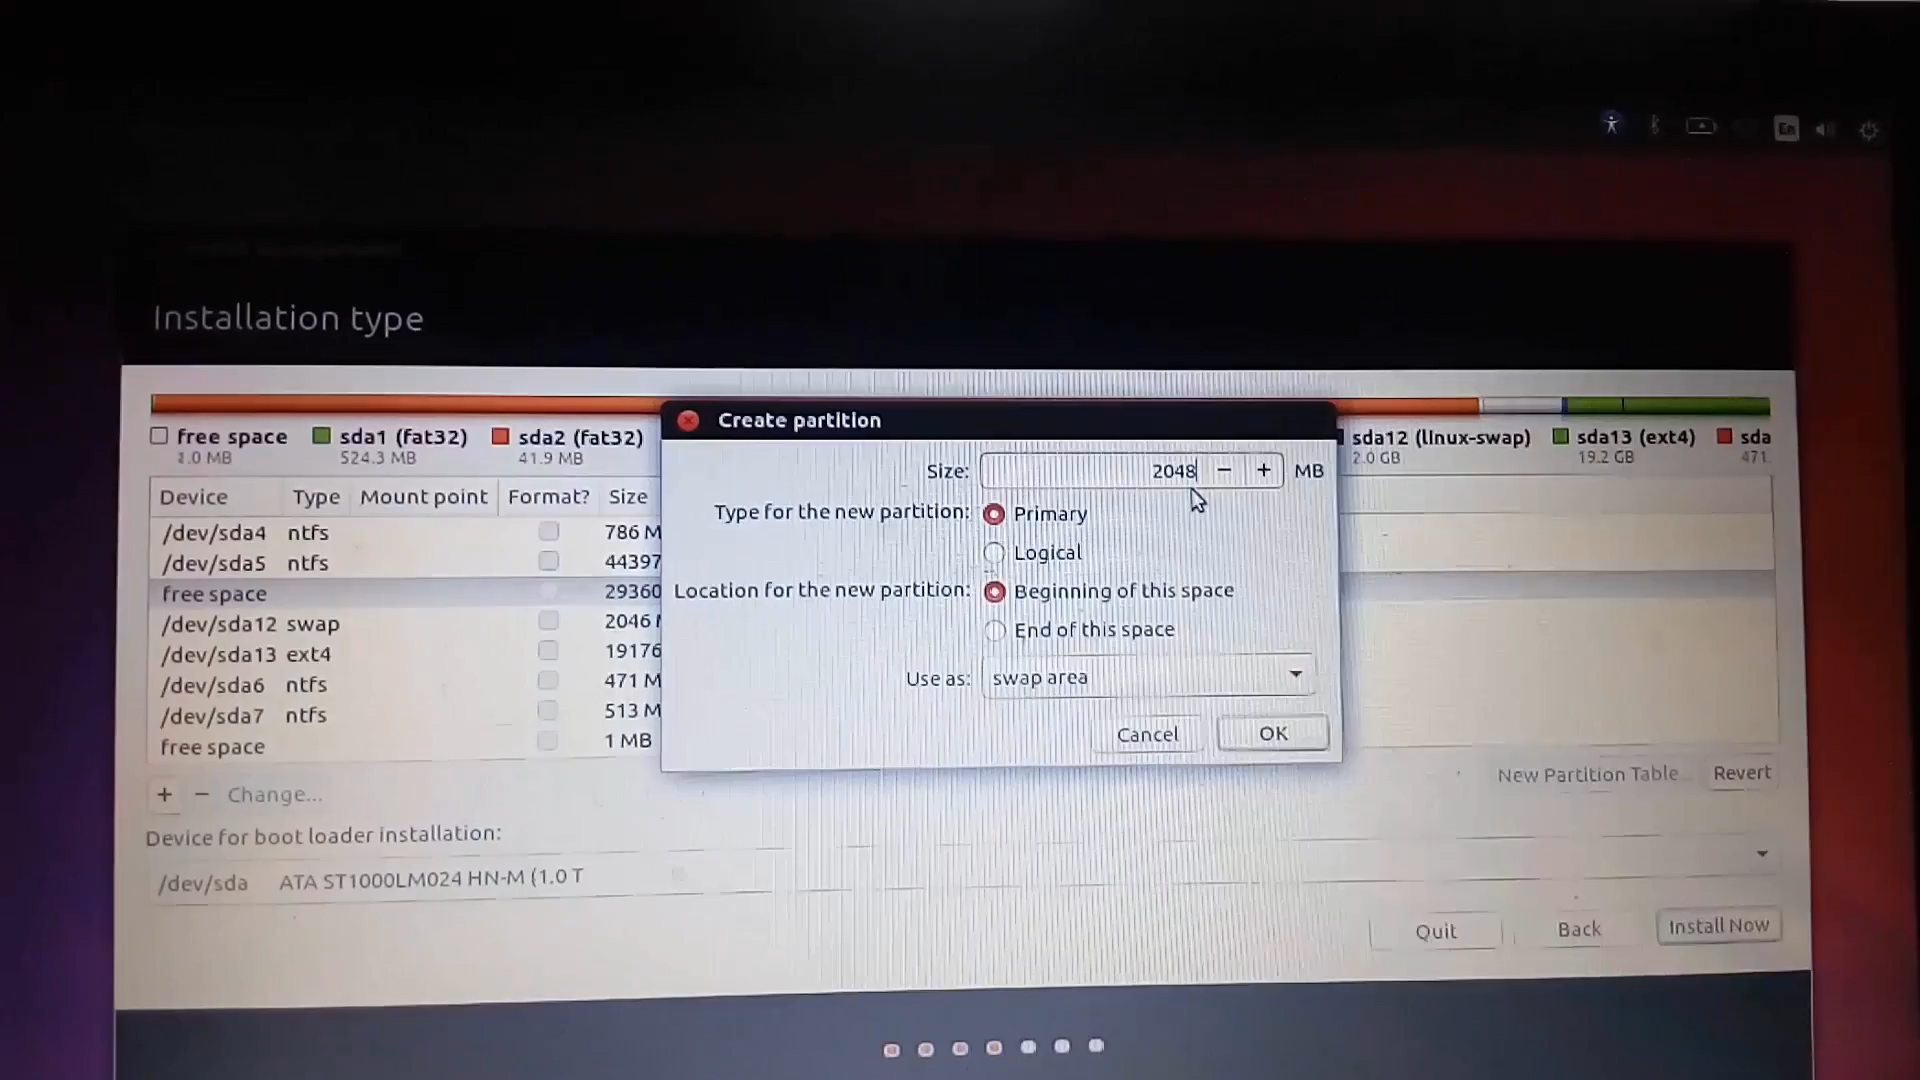 En
Installation type
free space sda1 (fat32) sda2 (fat32) sda12 (linux-swap) sda13 (ext4) sda
1.0 MB 524.3 MB 41.9 MB 2.0 GB 19.2 GB 471.
Create partition
Size: 2048 − + MB
Type for the new partition: Primary
Logical
Location for the new partition: Beginning of this space
End of this space
Use as: swap area
Cancel OK
Device Type Mount point Format? Size
/dev/sda4 ntfs 786 M
/dev/sda5 ntfs 44397
free space 29360
/dev/sda12 swap 2046
/dev/sda13 ext4 19176
/dev/sda6 ntfs 471 M
/dev/sda7 ntfs 513 M
free space 1 MB
+ − Change... New Partition Table... Revert
Device for boot loader installation:
/dev/sda ATA ST1000LM024 HN-M (1.0 T
Quit Back Install Now